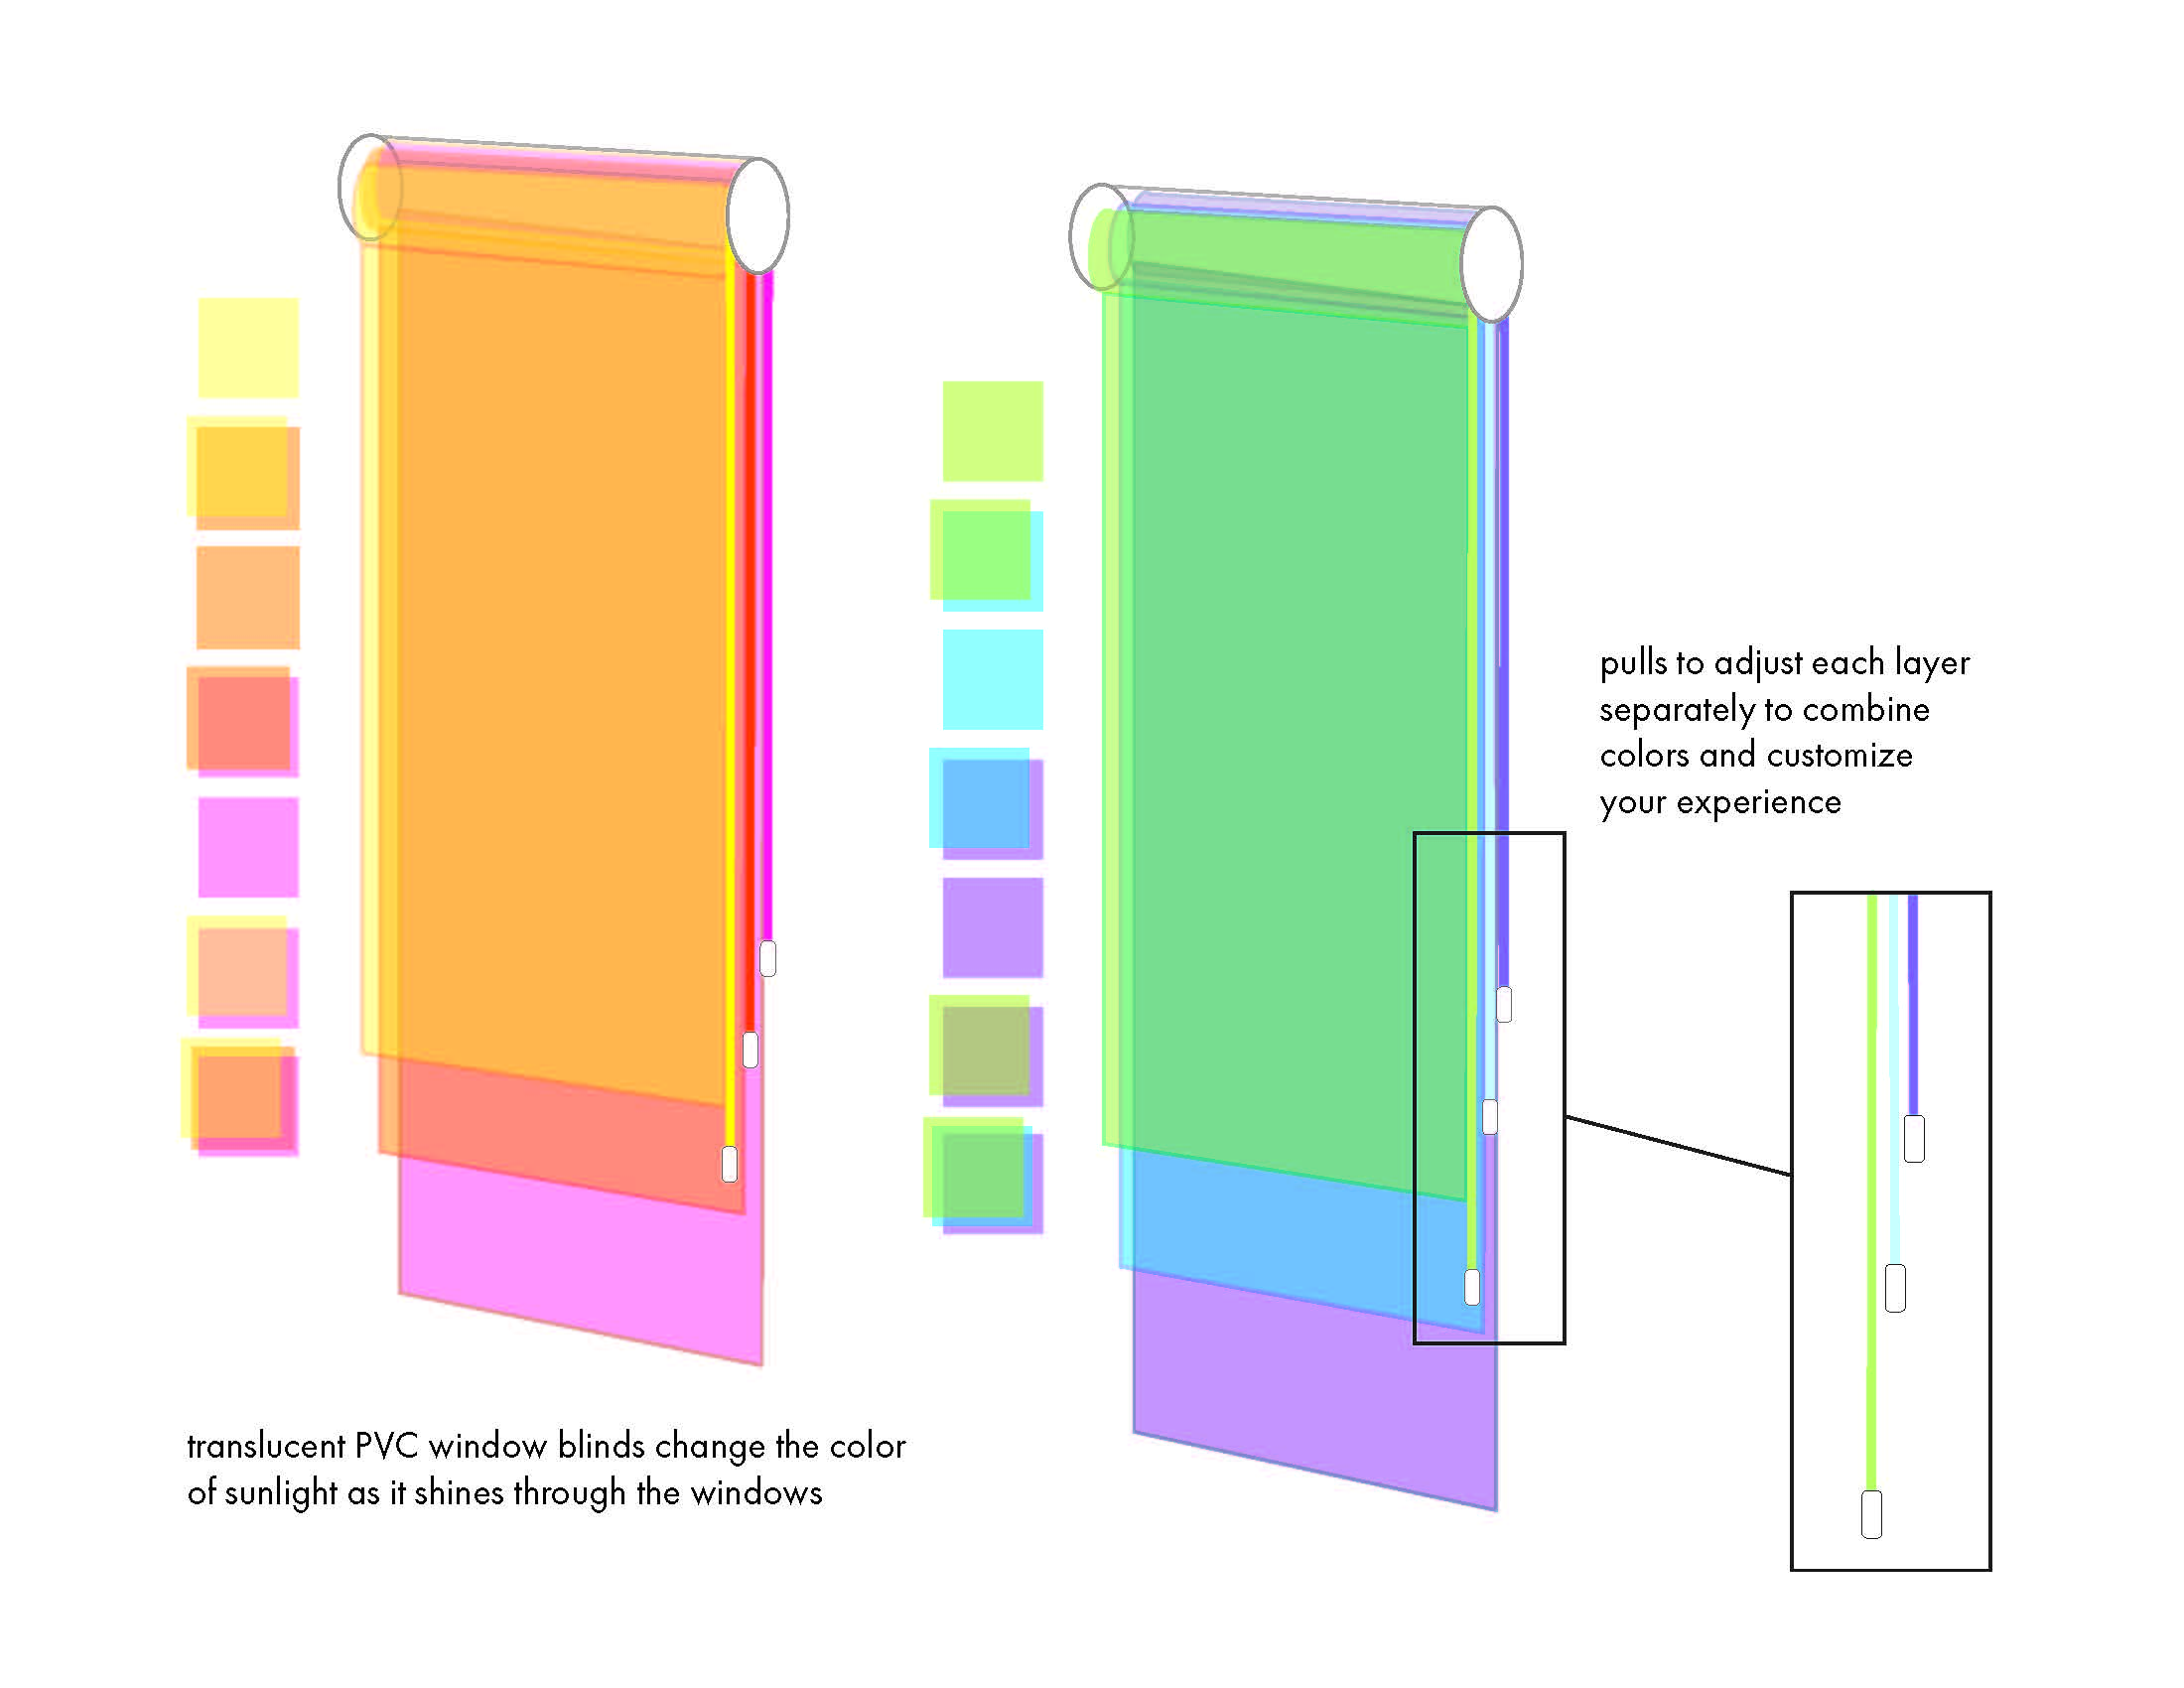 pulls to adjust each layer
separately to combine
colors and customize
your experience
translucent PVC window blinds change the color
of sunlight as it shines through the windows